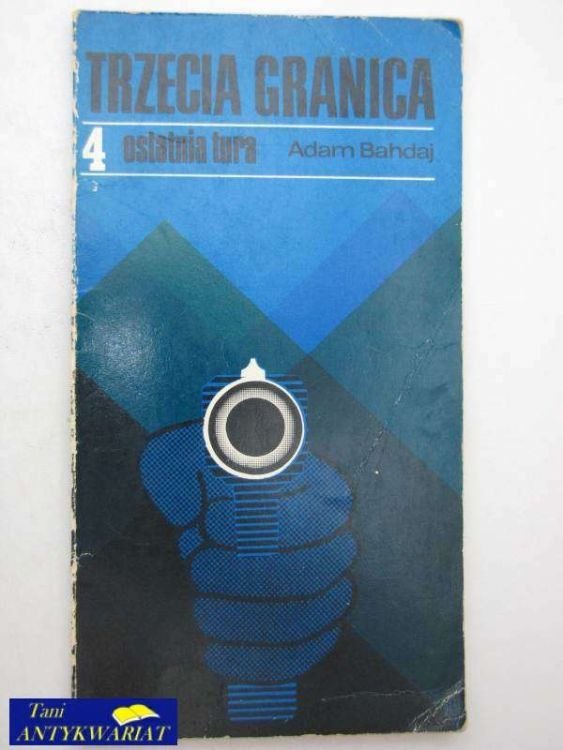 TRZECIA GRANICA
4 ostatnia tura Adam Bahdaj
Tani
ANTYKWARIAT